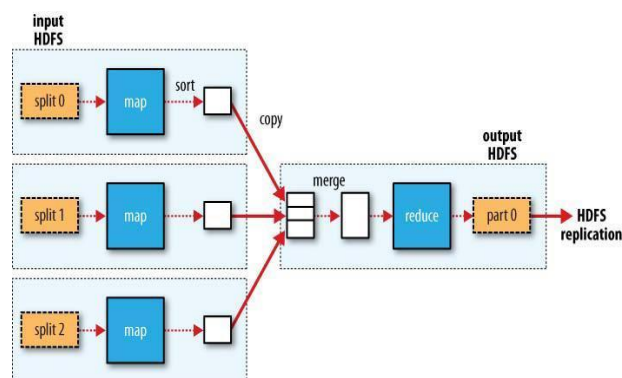 input
HDFS
split 0
map
sort
copy
split 1
map
merge
reduce
output
HDFS
part 0
HDFS
replication
split 2
map